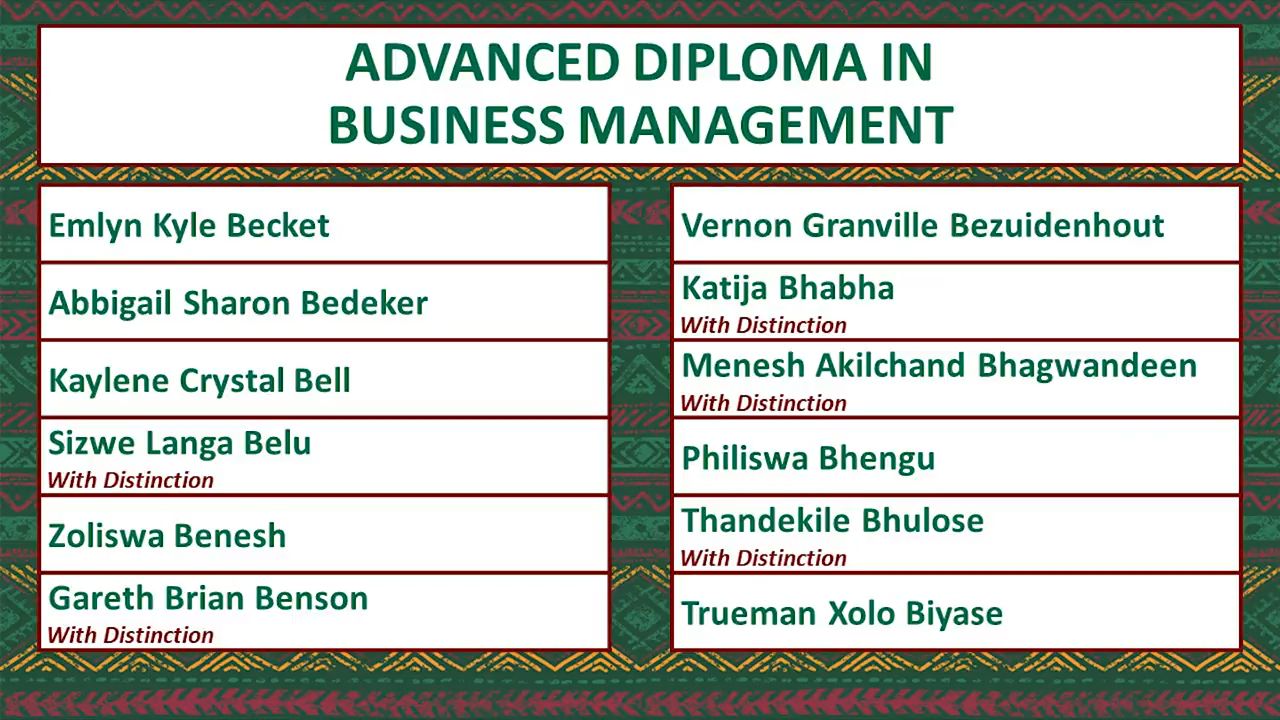 ADVANCED DIPLOMA IN
BUSINESS MANAGEMENT
Emlyn Kyle Becket
Abbigail Sharon Bedeker
Kaylene Crystal Bell
Sizwe Langa Belu
With Distinction
Zoliswa Benesh
Gareth Brian Benson
With Distinction
Vernon Granville Bezuidenhout
Katija Bhabha
With Distinction
Menesh Akilchand Bhagwandeen
With Distinction
Philiswa Bhengu
Thandekile Bhulose
With Distinction
Trueman Xolo Biyase